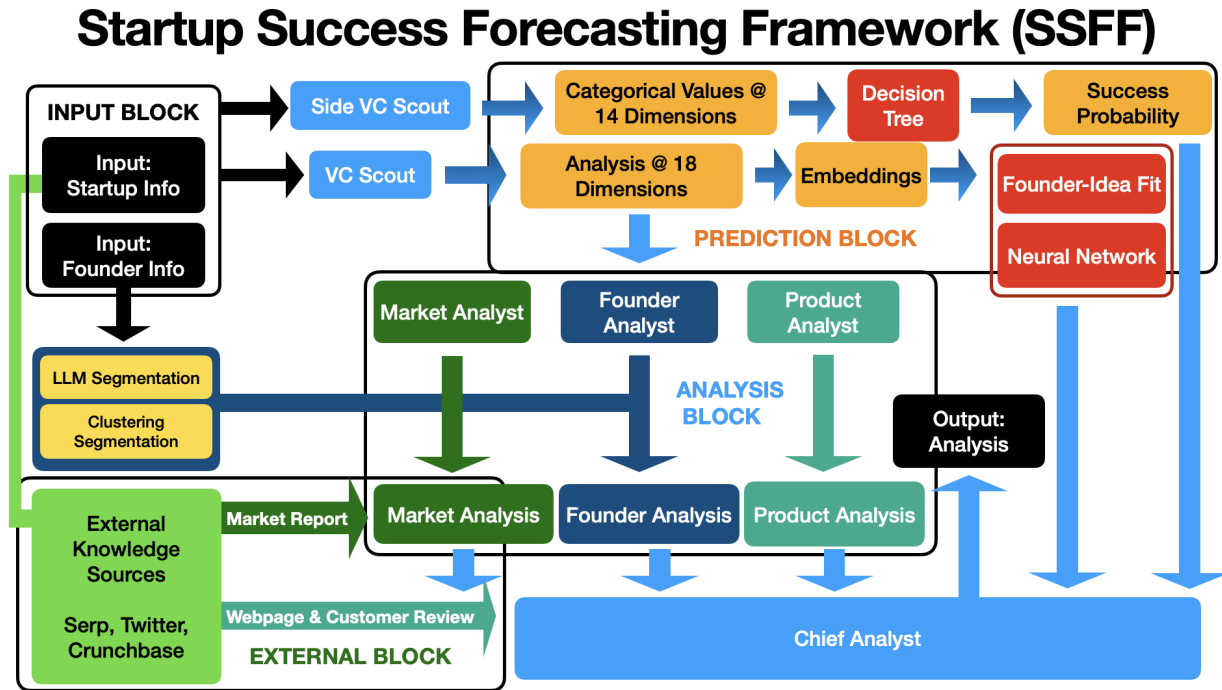 Startup Success Forecasting Framework (SSFF)
INPUT BLOCK
Input:
Startup Info
Input:
Founder Info
Side VC Scout
VC Scout
Categorical Values @
14 Dimensions
Decision
Tree
Success
Probability
Analysis @ 18
Dimensions
Embeddings
Founder-Idea Fit
Neural Network
PREDICTION BLOCK
LLM Segmentation
Clustering
Segmentation
Market Analyst
Founder
Analyst
Product
Analyst
ANALYSIS
BLOCK
Output:
Analysis
External
Knowledge
Sources
Serp, Twitter,
Crunchbase
Market Report
Market Analysis
Founder Analysis
Product Analysis
Webpage & Customer Review
EXTERNAL BLOCK
Chief Analyst